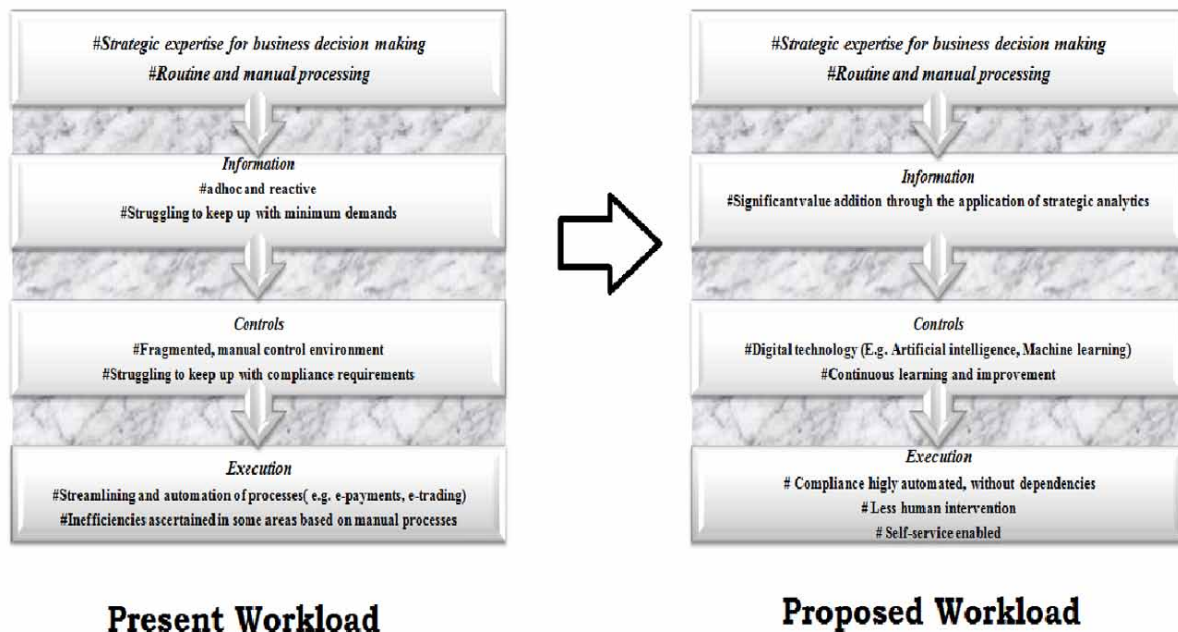 #Strategic expertise for business decision making
#Routine and manual processing
Information
#adhoc and reactive
#Struggling to keep up with minimum demands
Controls
#Fragmented, manual control environment
#Struggling to keep up with compliance requirements
Execution
#Streamlining and automation of processes( e.g. e-payments, e-trading)
#Inefficiencies ascertained in some areas based on manual processes
Present Workload
#Strategic expertise for business decision making
#Routine and manual processing
Information
#Significant value addition through the application of strategic analytics
Controls
#Digital technology (E.g. Artificial intelligence, Machine learning)
#Continuous learning and improvement
Execution
# Compliance higly automated, without dependencies
# Less human intervention
# Self-service enabled
Proposed Workload